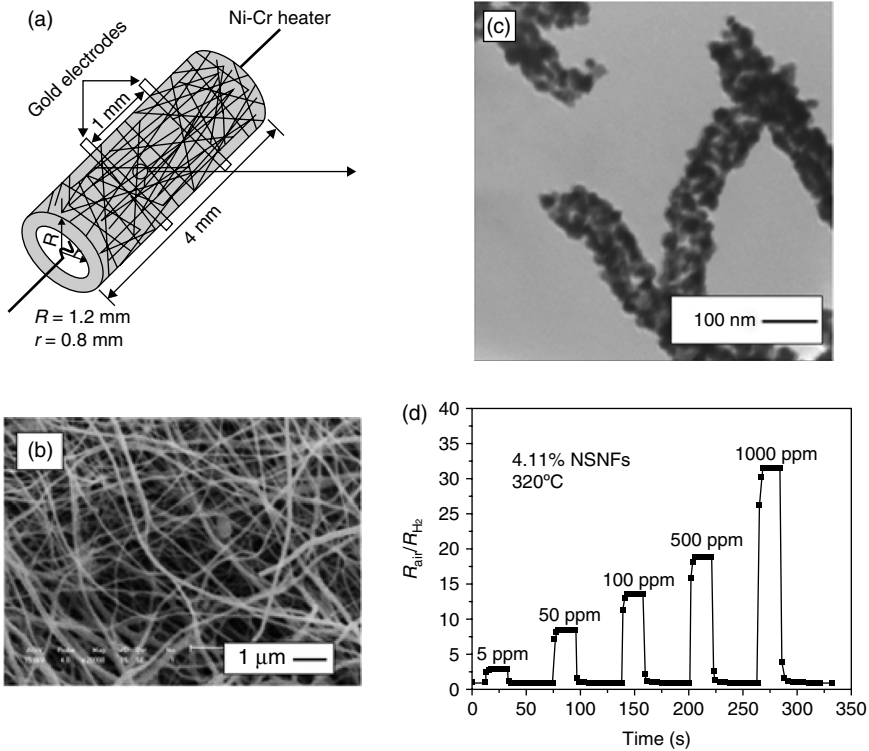 (a)
Ni-Cr heater
Gold electrodes
1 mm
4 mm
R
R = 1.2 mm
r = 0.8 mm
(b)
1 μm
(c)
100 nm
(d)
4.11% NSNFs
320°C
5 ppm
50 ppm
100 ppm
500 ppm
1000 ppm
R_air/R_H2
40
35
30
25
20
15
10
5
0
0 50 100 150 200 250 300 350
Time (s)